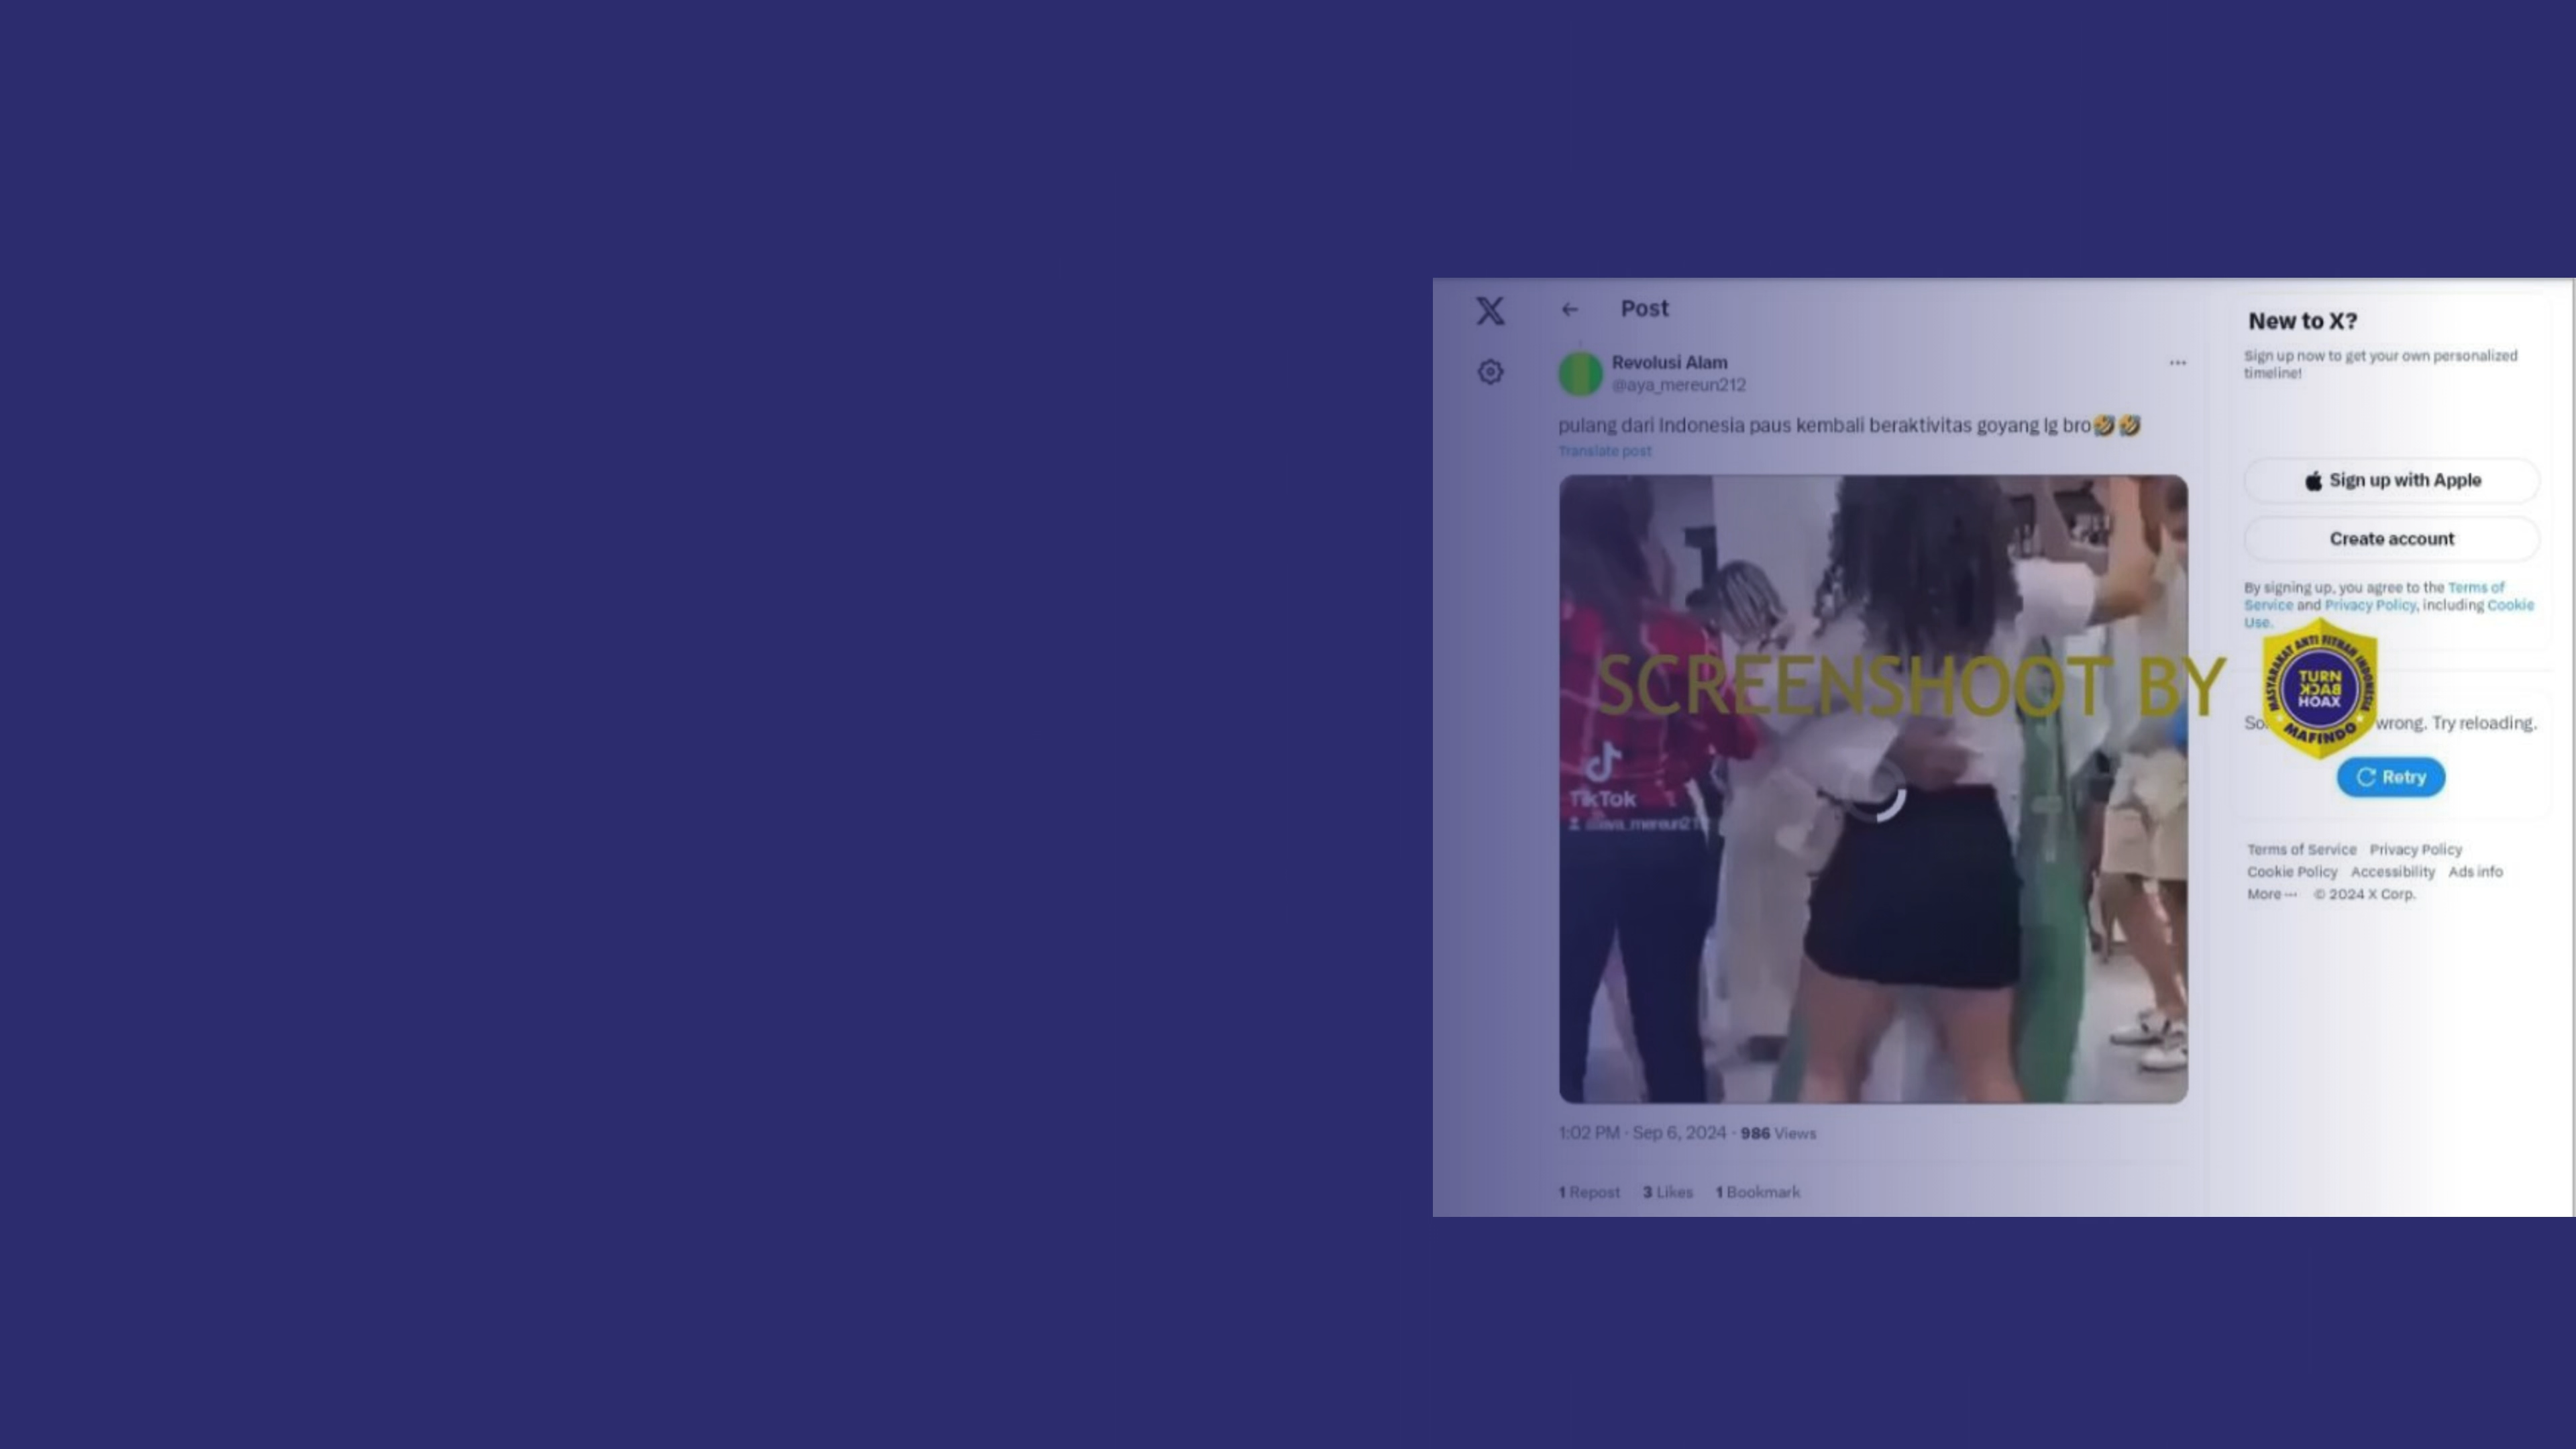 Post
Revolusi Alam
@aya_mereun212
pulang dari Indonesia paus kembali beraktivitas goyang lg bro🤣🤣
Translate post
TikTok
SCREENSHOOT BY
MASYARAKAT ANTI FITNAH INDONESIA
TURN
BACK
HOAX
MAFINDO
1:02 PM · Sep 6, 2024 · 986 Views
1 Repost 3 Likes 1 Bookmark
New to X?
Sign up now to get your own personalized
timeline!
Sign up with Apple
Create account
By signing up, you agree to the Terms of
Service and Privacy Policy, including Cookie
Use.
wrong. Try reloading.
Retry
Terms of Service Privacy Policy
Cookie Policy Accessibility Ads info
More ··· © 2024 X Corp.